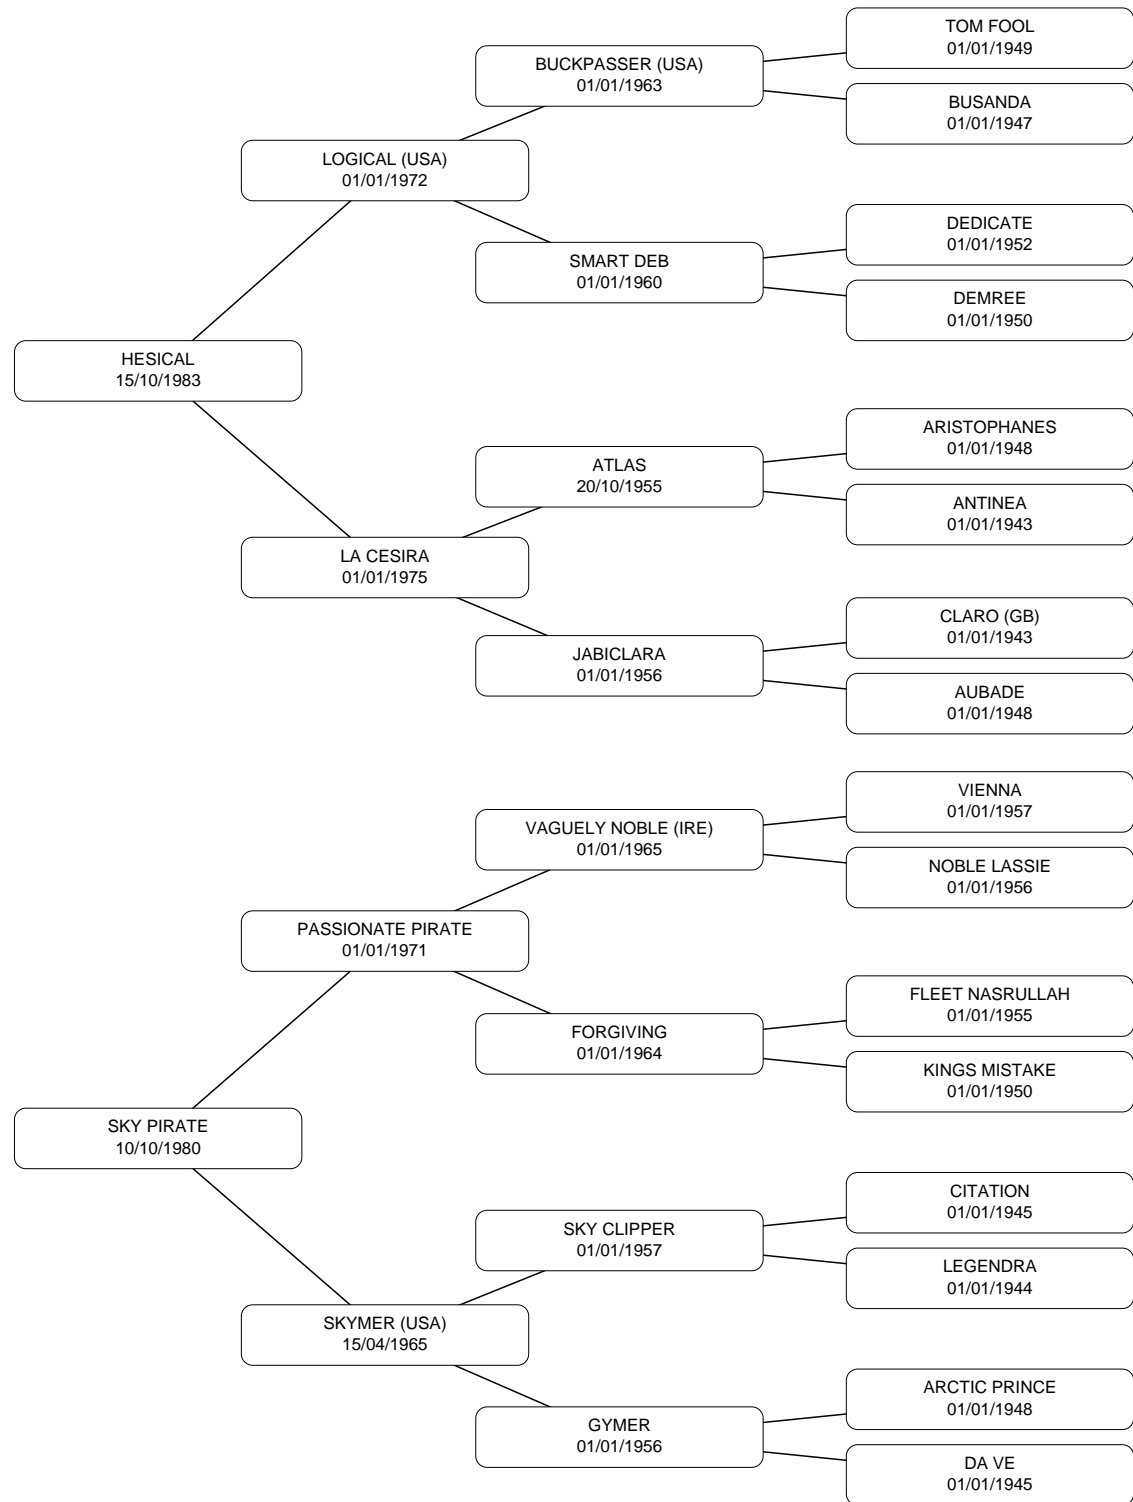 TOM FOOL
01/01/1949
BUCKPASSER (USA)
01/01/1963
BUSANDA
01/01/1947
LOGICAL (USA)
01/01/1972
DEDICATE
01/01/1952
SMART DEB
01/01/1960
DEMREE
01/01/1950
HESICAL
15/10/1983
ARISTOPHANES
01/01/1948
ATLAS
20/10/1955
ANTINEA
01/01/1943
LA CESIRA
01/01/1975
CLARO (GB)
01/01/1943
JABICLARA
01/01/1956
AUBADE
01/01/1948
VIENNA
01/01/1957
VAGUELY NOBLE (IRE)
01/01/1965
NOBLE LASSIE
01/01/1956
PASSIONATE PIRATE
01/01/1971
FLEET NASRULLAH
01/01/1955
FORGIVING
01/01/1964
KINGS MISTAKE
01/01/1950
SKY PIRATE
10/10/1980
CITATION
01/01/1945
SKY CLIPPER
01/01/1957
LEGENDRA
01/01/1944
SKYMER (USA)
15/04/1965
ARCTIC PRINCE
01/01/1948
GYMER
01/01/1956
DA VE
01/01/1945